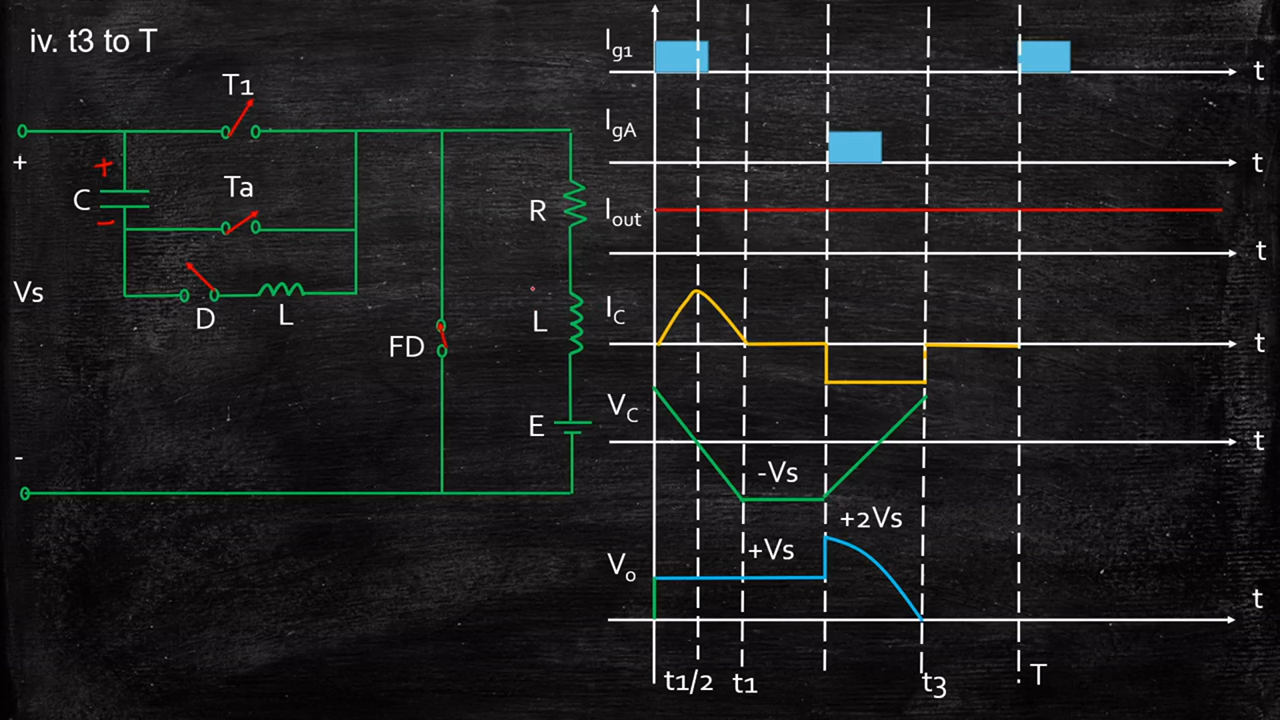 iv. t3 to T
T1
+
+
C
Ta
-
Vs
D
L
FD
R
L
E
-
Ig1
t
IgA
t
Iout
t
IC
t
VC
t
-Vs
+2Vs
+Vs
Vo
t
t1/2
t1
t3
T